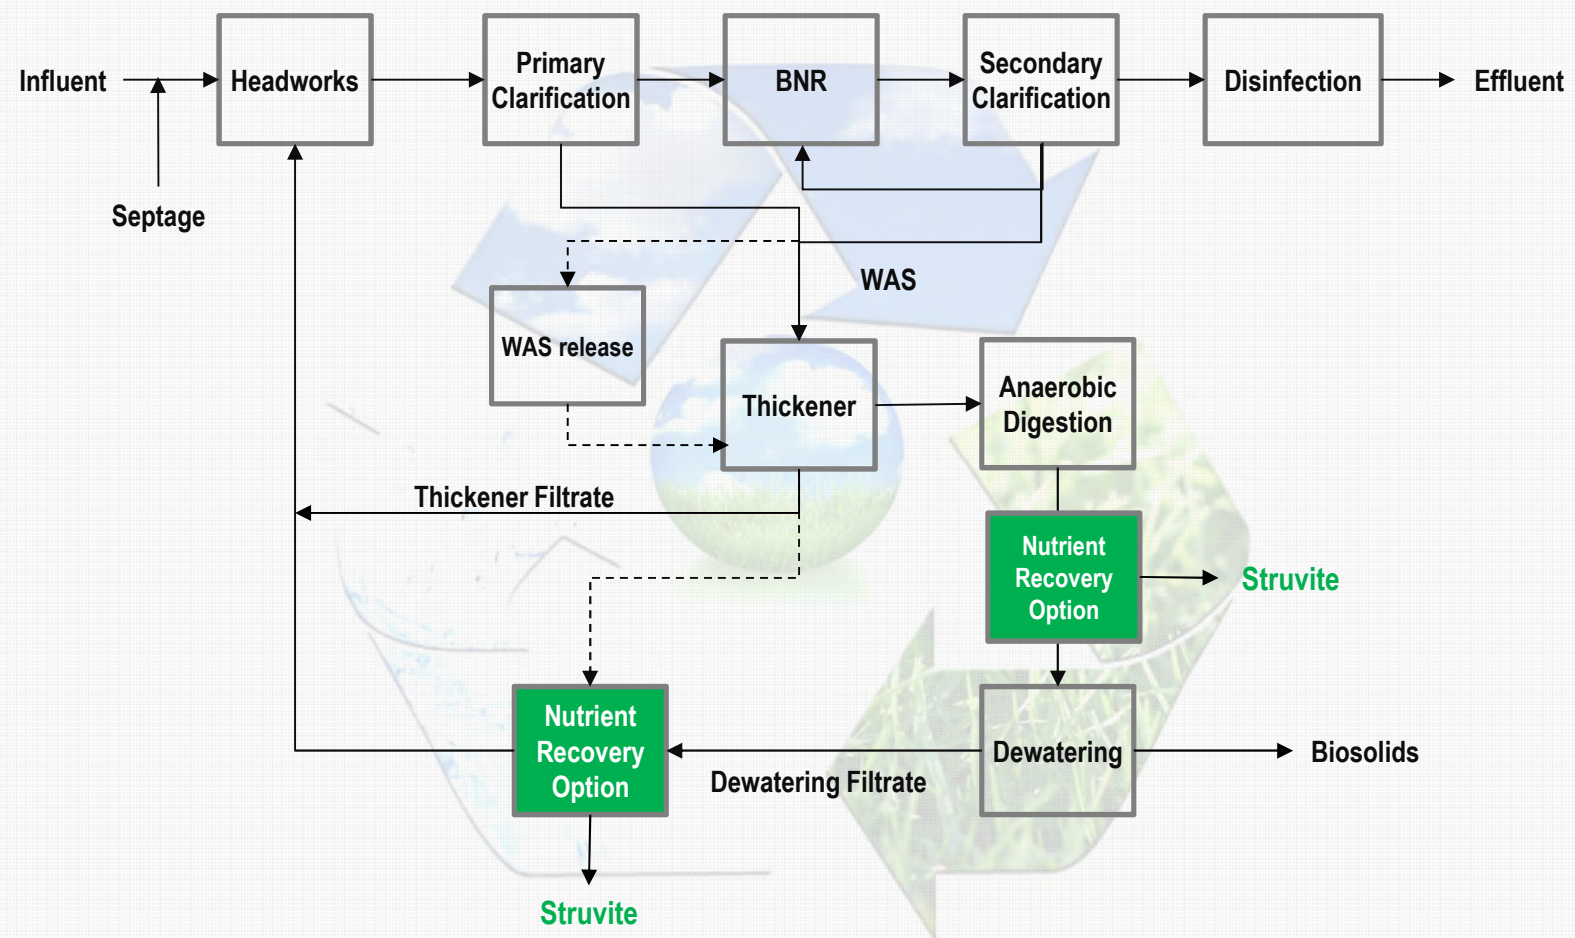 Influent
Headworks
Primary
Clarification
BNR
Secondary
Clarification
Disinfection
Effluent
Septage
WAS
WAS release
Thickener
Anaerobic
Digestion
Thickener Filtrate
Nutrient
Recovery
Option
Struvite
Nutrient
Recovery
Option
Dewatering Filtrate
Dewatering
Biosolids
Struvite